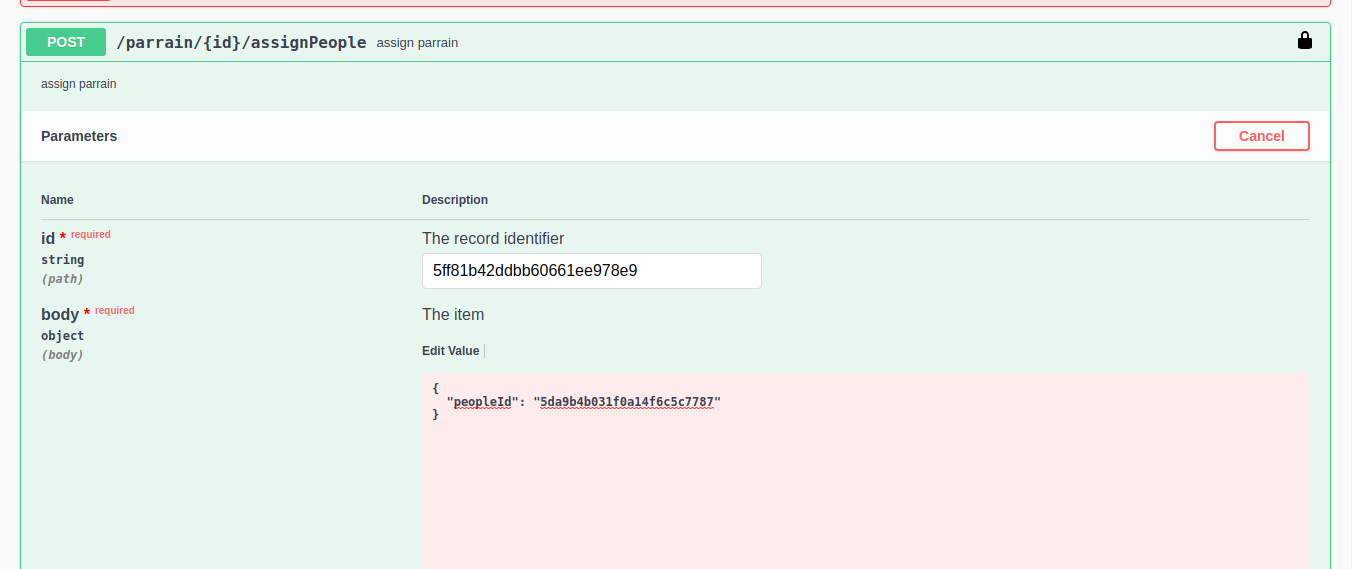 POST /parrain/{id}/assignPeople assign parrain
assign parrain
Parameters Cancel
Name Description
id * required The record identifier
string
(path) 5ff81b42ddbb60661ee978e9
body * required The item
object
(body)
Edit Value
{
"peopleId": "5da9b4b031f0a14f6c5c7787"
}